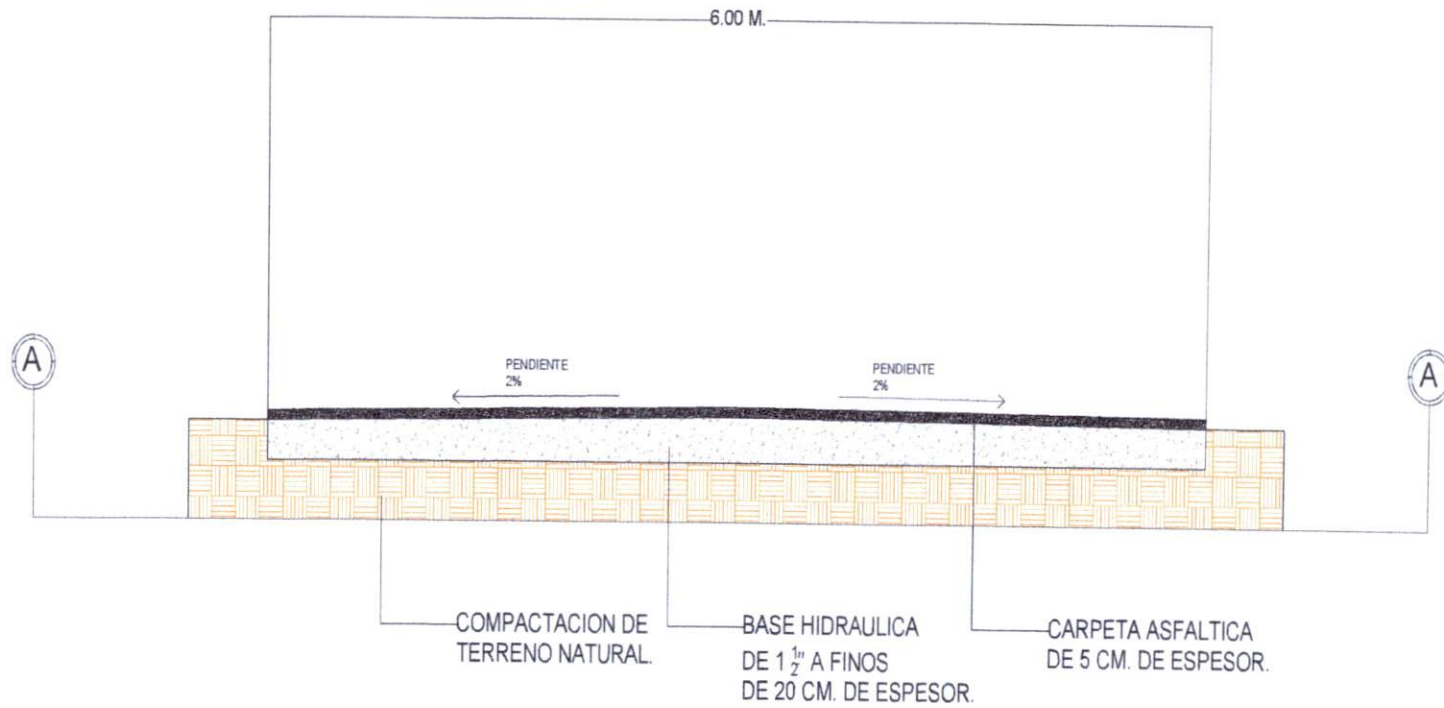 6.00 M.
A
A
PENDIENTE
2%
PENDIENTE
2%
COMPACTACION DE
TERRENO NATURAL.
BASE HIDRAULICA
DE 1 1/2" A FINOS
DE 20 CM. DE ESPESOR.
CARPETA ASFALTICA
DE 5 CM. DE ESPESOR.